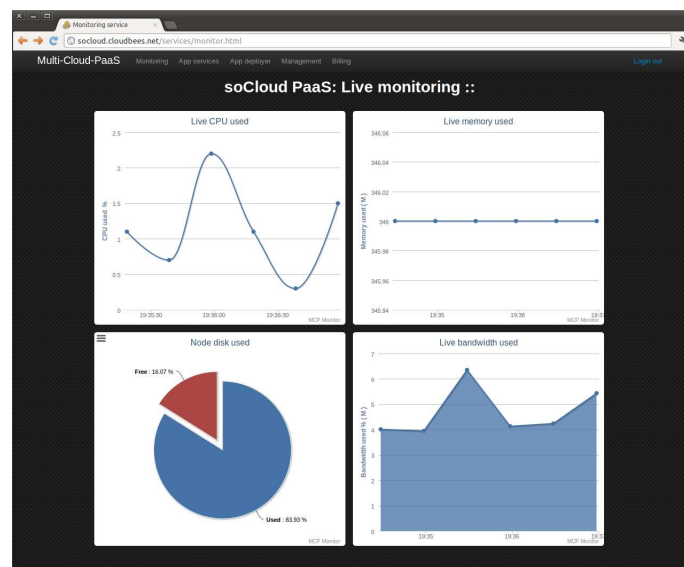 Monitoring service
socloud.cloudbees.net/services/monitor.html
Multi-Cloud-PaaS Monitoring App services App deployer Management Billing Login out
soCloud PaaS: Live monitoring ::
Live CPU used
2.5
2
1.5
1
0.5
0
CPU used %
19:35:30 19:36:00 19:36:30
MCP Monitor
Live memory used
346.06
346.04
346.02
346
345.98
345.96
345.94
Memory used ( M )
19:35 19:36 19:37
MCP Monitor
Node disk used
Free : 16.07 %
Used : 83.93 %
MCP Monitor
Live bandwidth used
7
6
5
4
3
2
1
0
Bandwidth used % ( M )
19:35 19:36 19:37
MCP Monitor